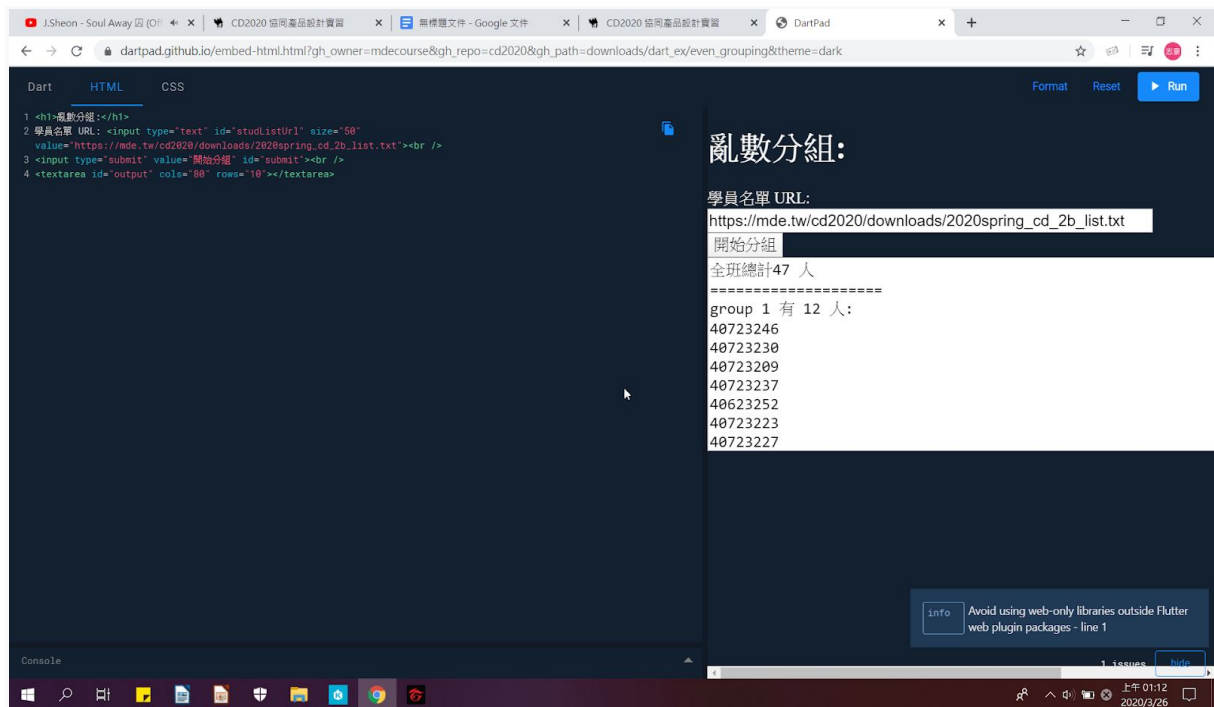 J.Sheon - Soul Away 囚 (Of
CD2020 協同產品設計實習
無標題文件 - Google 文件
CD2020 協同產品設計實習
DartPad
dartpad.github.io/embed-html.html?gh_owner=mdecourse&gh_repo=cd2020&gh_path=downloads/dart_ex/even_grouping&theme=dark
志凱
Dart HTML CSS
Format Reset Run
1 <h1>亂數分組:</h1>
2 學員名單 URL: <input type="text" id="studListUrl" size="50"
value="https://mde.tw/cd2020/downloads/2020spring_cd_2b_list.txt"><br />
3 <input type="submit" value="開始分組" id="submit"><br />
4 <textarea id="output" cols="80" rows="10"></textarea>
亂數分組:
學員名單 URL:
https://mde.tw/cd2020/downloads/2020spring_cd_2b_list.txt
開始分組
全班總計47 人
====================
group 1 有 12 人:
40723246
40723230
40723209
40723237
40623252
40723223
40723227
info
Avoid using web-only libraries outside Flutter
web plugin packages - line 1
Console
1 issues hide
上午 01:12
2020/3/26